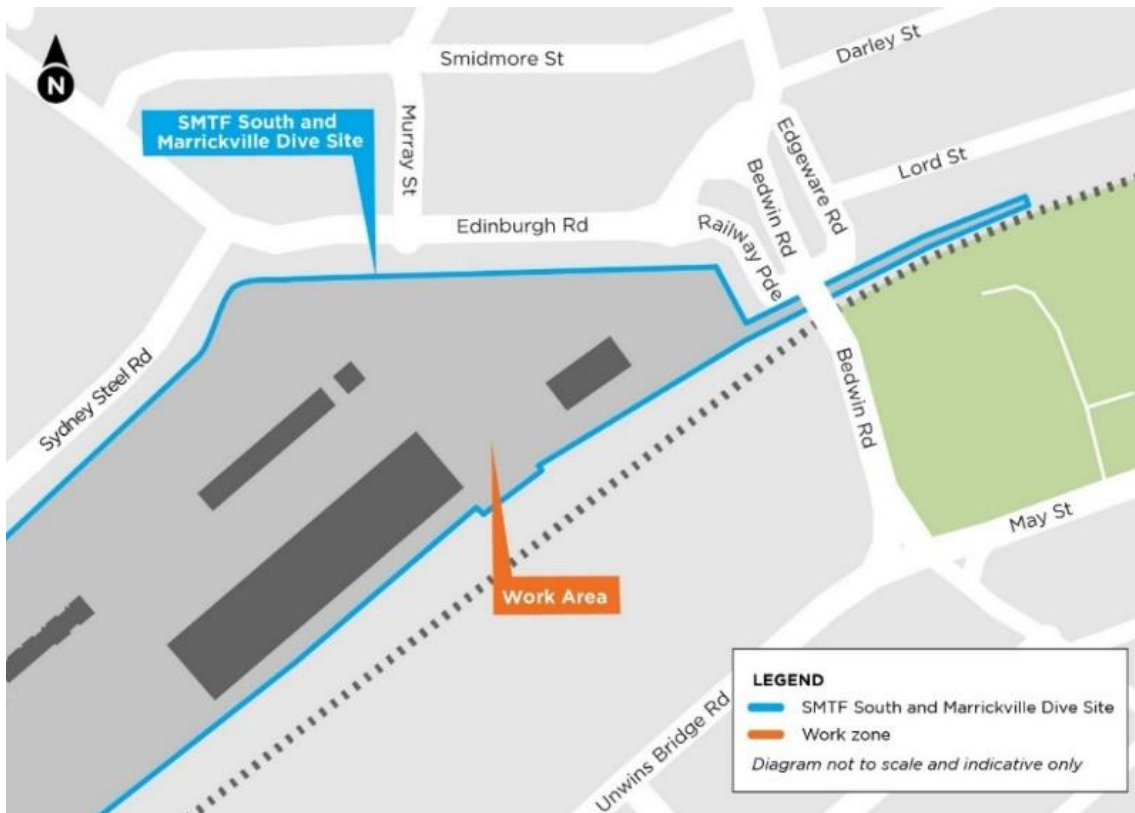 N
Smidmore St
Darley St
SMTF South and
Marrickville Dive Site
Murray St
Edgeware Rd
Bedwin Rd
Lord St
Edinburgh Rd
Railway Pde
Sydney Steel Rd
Bedwin Rd
May St
Work Area
Unwins Bridge Rd
LEGEND
SMTF South and Marrickville Dive Site
Work zone
Diagram not to scale and indicative only